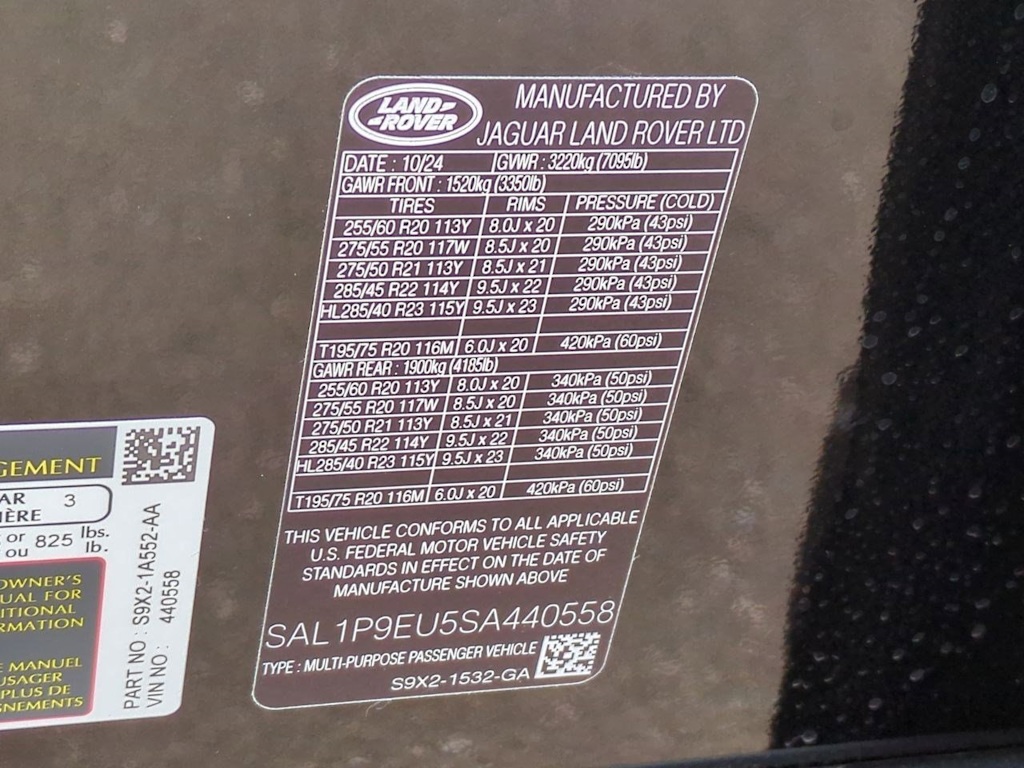 LAND
ROVER
MANUFACTURED BY
JAGUAR LAND ROVER LTD
DATE : 10/24 GVWR : 3220kg (7095lb)
GAWR FRONT : 1520kg (3350lb)
TIRES RIMS PRESSURE (COLD)
255/60 R20 113Y 8.0J x 20 290kPa (43psi)
275/55 R20 117W 8.5J x 20 290kPa (43psi)
275/50 R21 113Y 8.5J x 21 290kPa (43psi)
285/45 R22 114Y 9.5J x 22 290kPa (43psi)
HL285/40 R23 115Y 9.5J x 23 290kPa (43psi)
T195/75 R20 116M 6.0J x 20 420kPa (60psi)
GAWR REAR : 1900kg (4185lb)
255/60 R20 113Y 8.0J x 20 340kPa (50psi)
275/55 R20 117W 8.5J x 20 340kPa (50psi)
275/50 R21 113Y 8.5J x 21 340kPa (50psi)
285/45 R22 114Y 9.5J x 22 340kPa (50psi)
HL285/40 R23 115Y 9.5J x 23 340kPa (50psi)
T195/75 R20 116M 6.0J x 20 420kPa (60psi)
THIS VEHICLE CONFORMS TO ALL APPLICABLE
U.S. FEDERAL MOTOR VEHICLE SAFETY
STANDARDS IN EFFECT ON THE DATE OF
MANUFACTURE SHOWN ABOVE
SAL1P9EU5SA440558
TYPE : MULTI-PURPOSE PASSENGER VEHICLE
S9X2-1532-GA
GEMENT
AR 3
IÈRE
or 825 lbs.
ou lb.
OWNER'S
UAL FOR
ITIONAL
RMATION
E MANUEL
USAGER
PLUS DE
GNEMENTS
PART NO : S9X2-1A552-AA
VIN NO : 440558